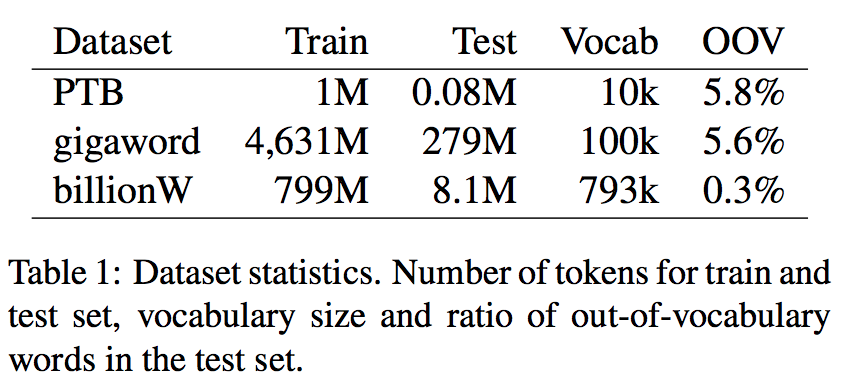 Dataset Train Test Vocab OOV
PTB 1M 0.08M 10k 5.8%
gigaword 4,631M 279M 100k 5.6%
billionW 799M 8.1M 793k 0.3%
Table 1: Dataset statistics. Number of tokens for train and
test set, vocabulary size and ratio of out-of-vocabulary
words in the test set.